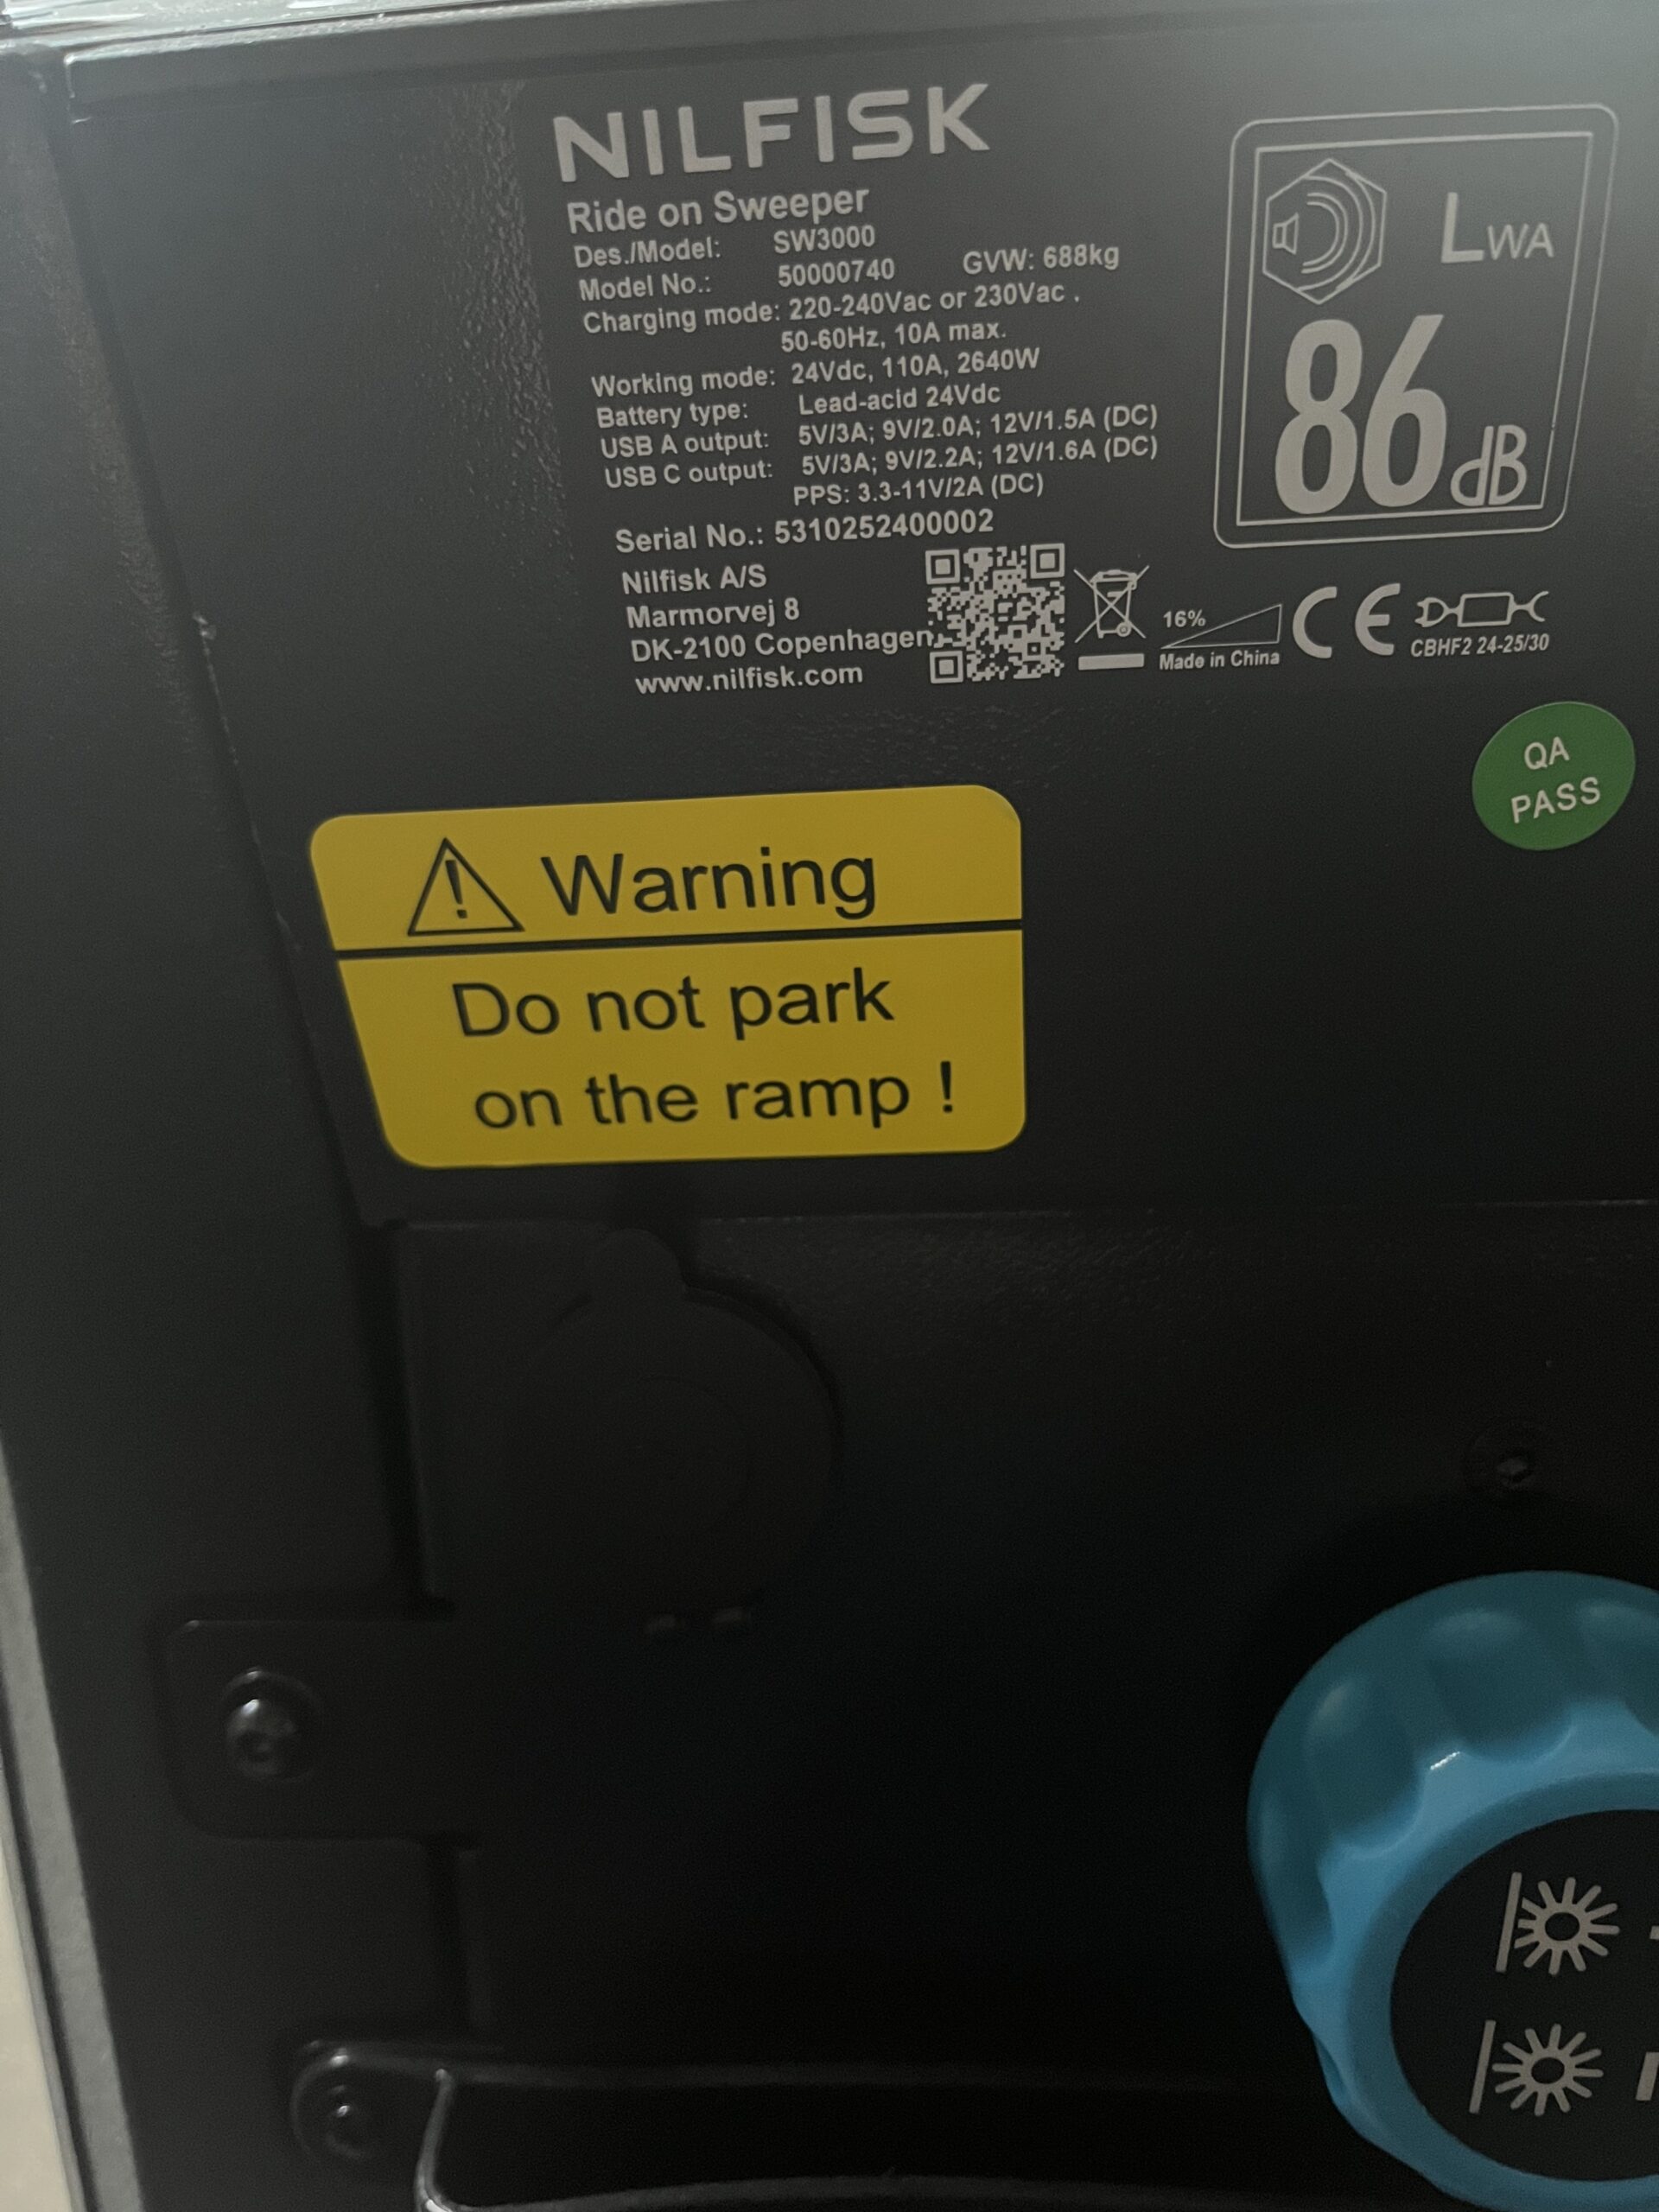 NILFISK
Ride on Sweeper
Des./Model: SW3000
Model No.: 50000740 GVW: 688kg
Charging mode: 220-240Vac or 230Vac .
50-60Hz, 10A max.
Working mode: 24Vdc, 110A, 2640W
Battery type: Lead-acid 24Vdc
USB A output: 5V/3A; 9V/2.0A; 12V/1.5A (DC)
USB C output: 5V/3A; 9V/2.2A; 12V/1.6A (DC)
PPS: 3.3-11V/2A (DC)
Serial No.: 5310252400002
Nilfisk A/S
Marmorvej 8
DK-2100 Copenhagen
www.nilfisk.com
LWA
86 dB
16%
Made in China
CE
CBHF2 24-25/30
QA
PASS
Warning
Do not park
on the ramp !